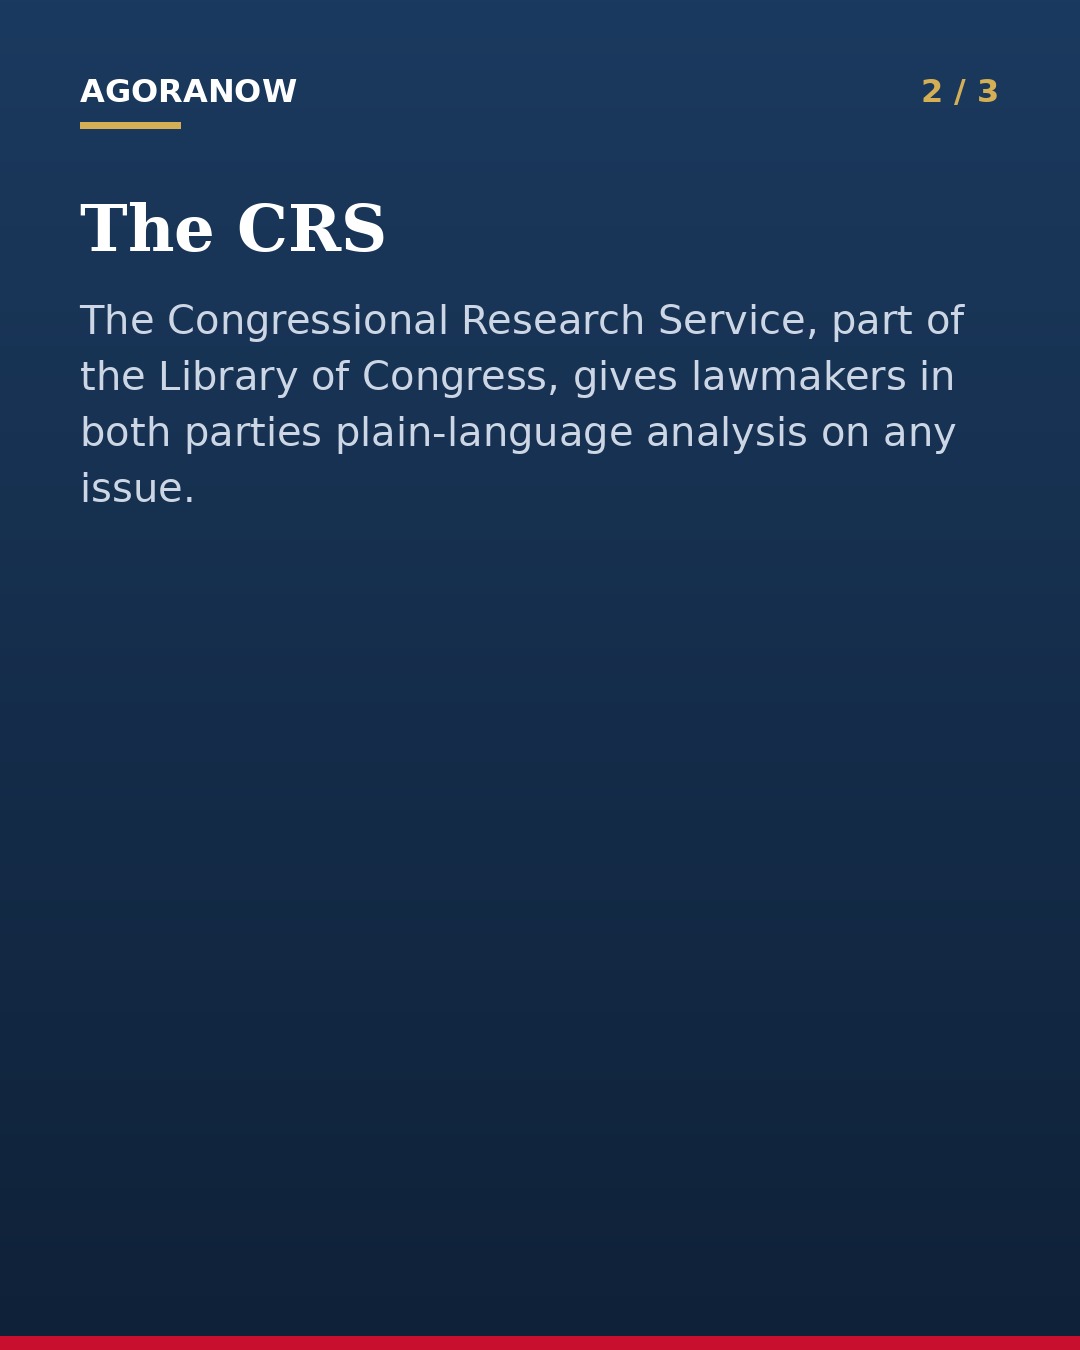 AGORANOW
2 / 3
The CRS
The Congressional Research Service, part of
the Library of Congress, gives lawmakers in
both parties plain-language analysis on any
issue.